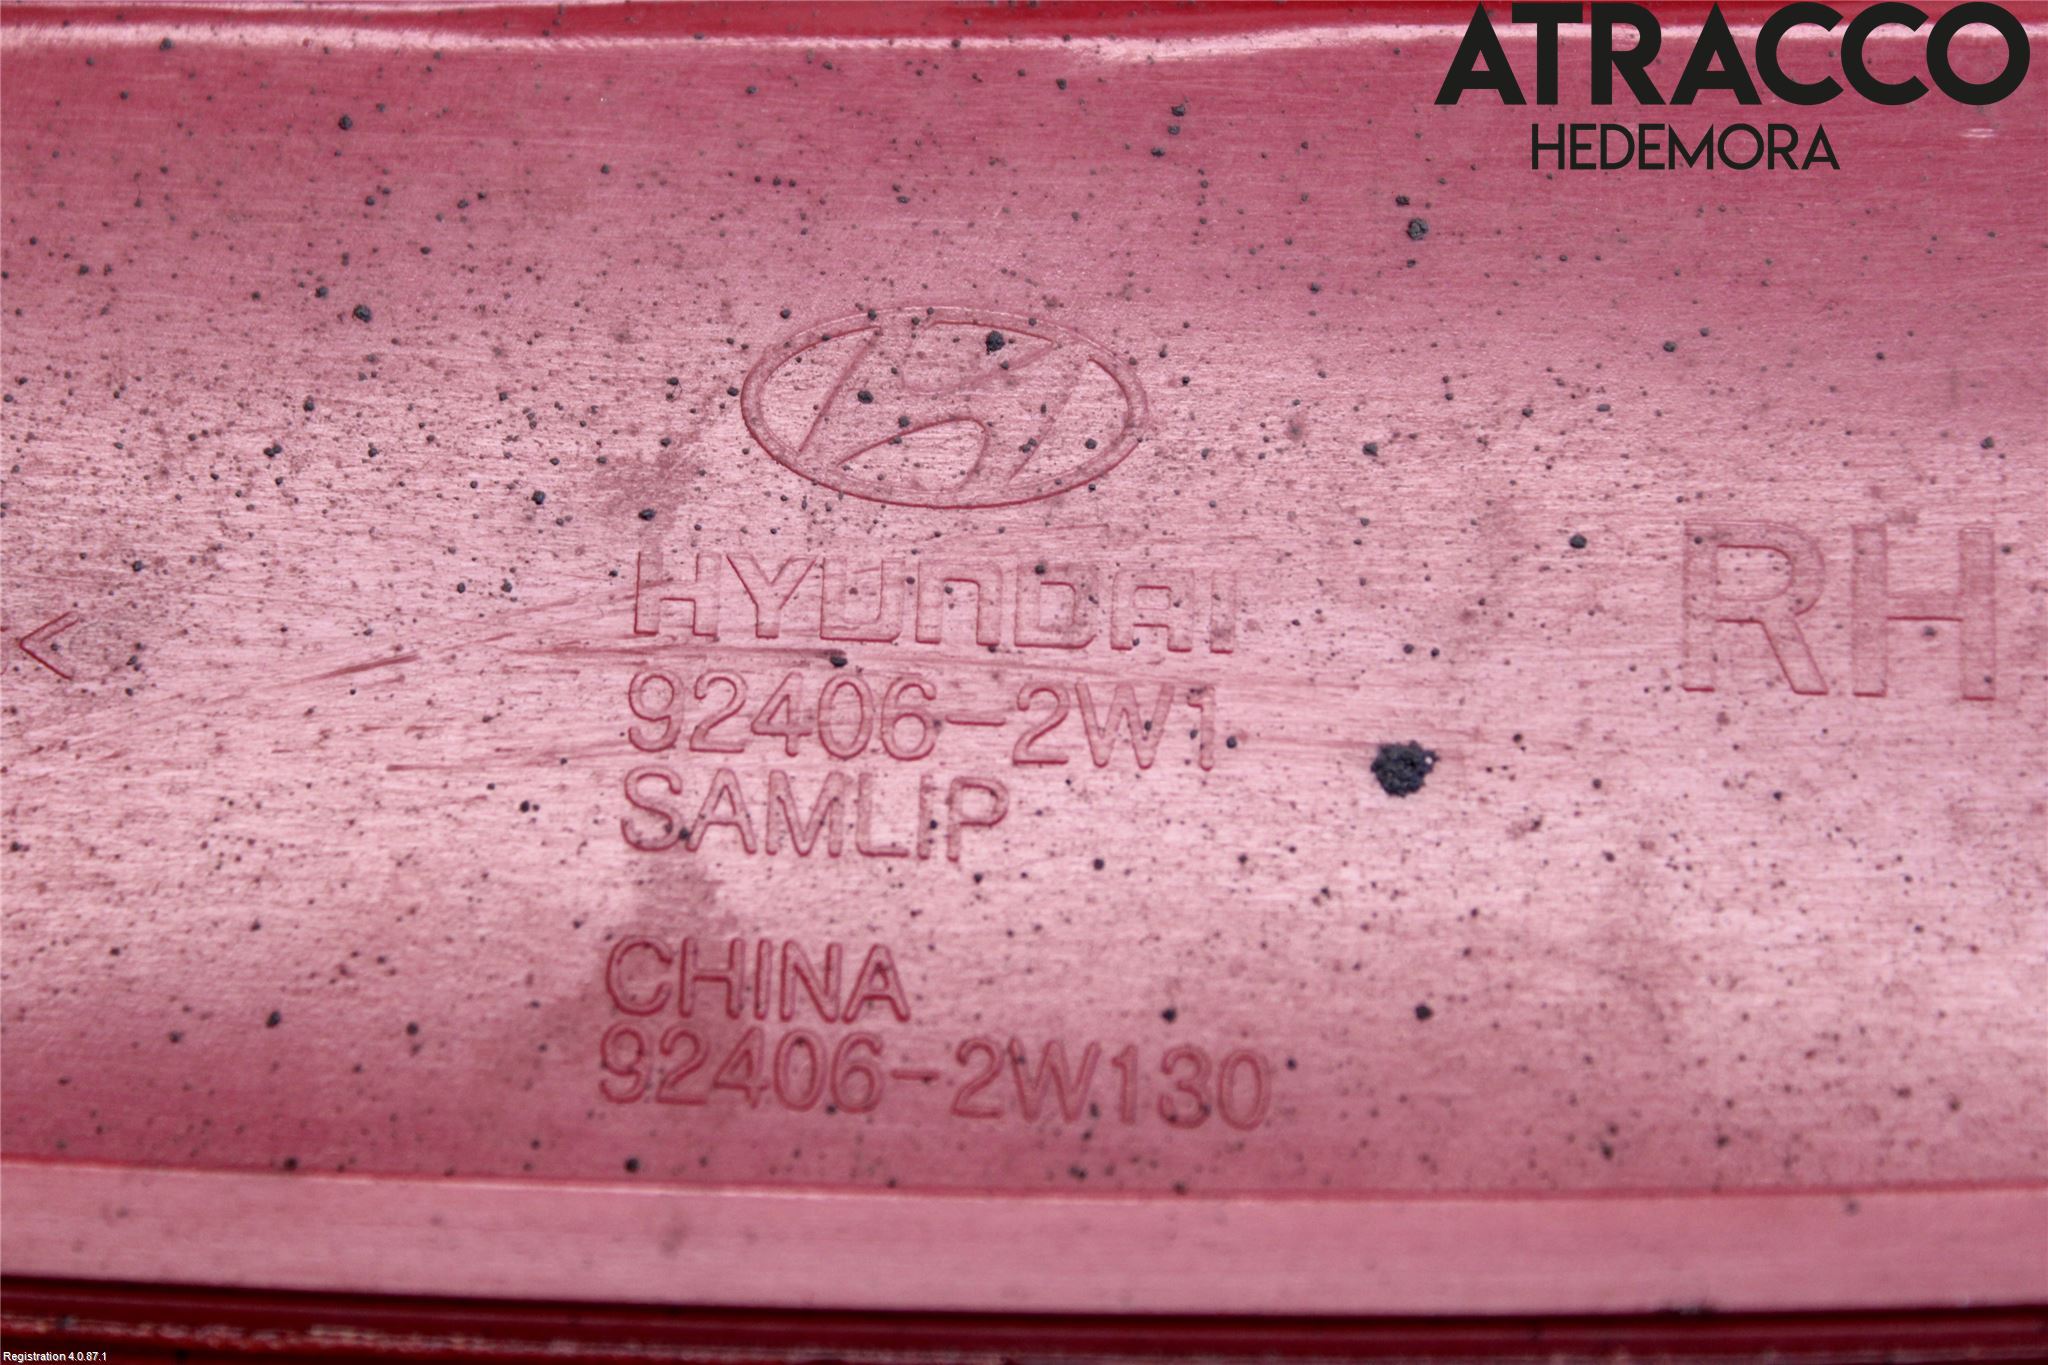 ATRACCO
HEDEMORA
HYUNDAI
RH
92406-2W1
SAMLIP
CHINA
92406-2W130
<
Registration 4.0.87.1